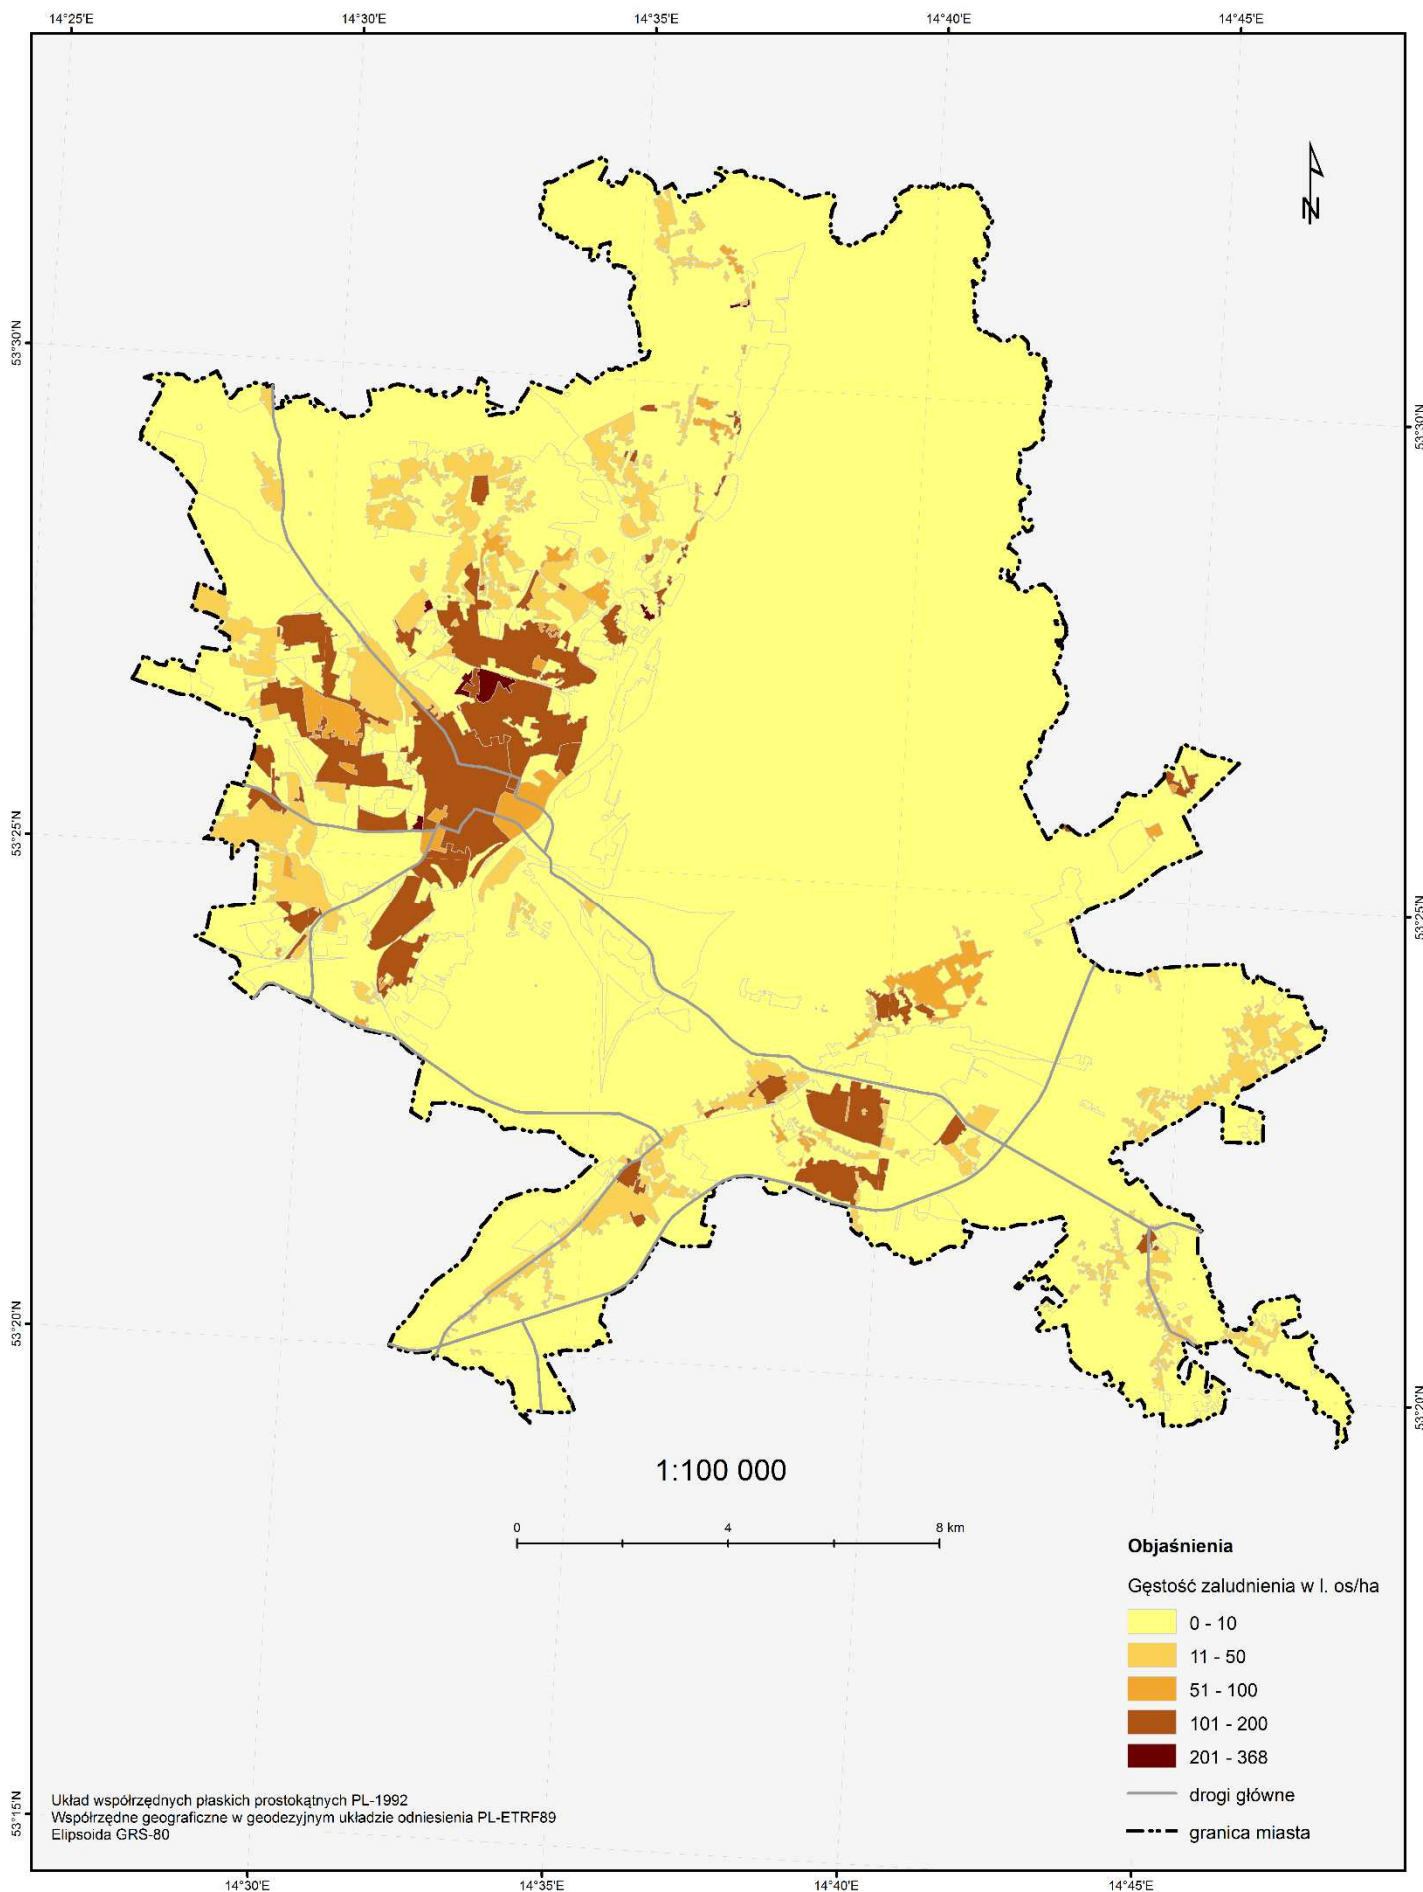 14°25'E 14°30'E 14°35'E 14°40'E 14°45'E
N
53°30'N
53°30'N
53°25'N
53°25'N
53°20'N
53°20'N
53°15'N
1:100 000
0 4 8 km
Objaśnienia
Gęstość zaludnienia w l. os/ha
0 - 10
11 - 50
51 - 100
101 - 200
201 - 368
drogi główne
granica miasta
Układ współrzędnych płaskich prostokątnych PL-1992
Współrzędne geograficzne w geodezyjnym układzie odniesienia PL-ETRF89
Elipsoida GRS-80
14°30'E 14°35'E 14°40'E 14°45'E